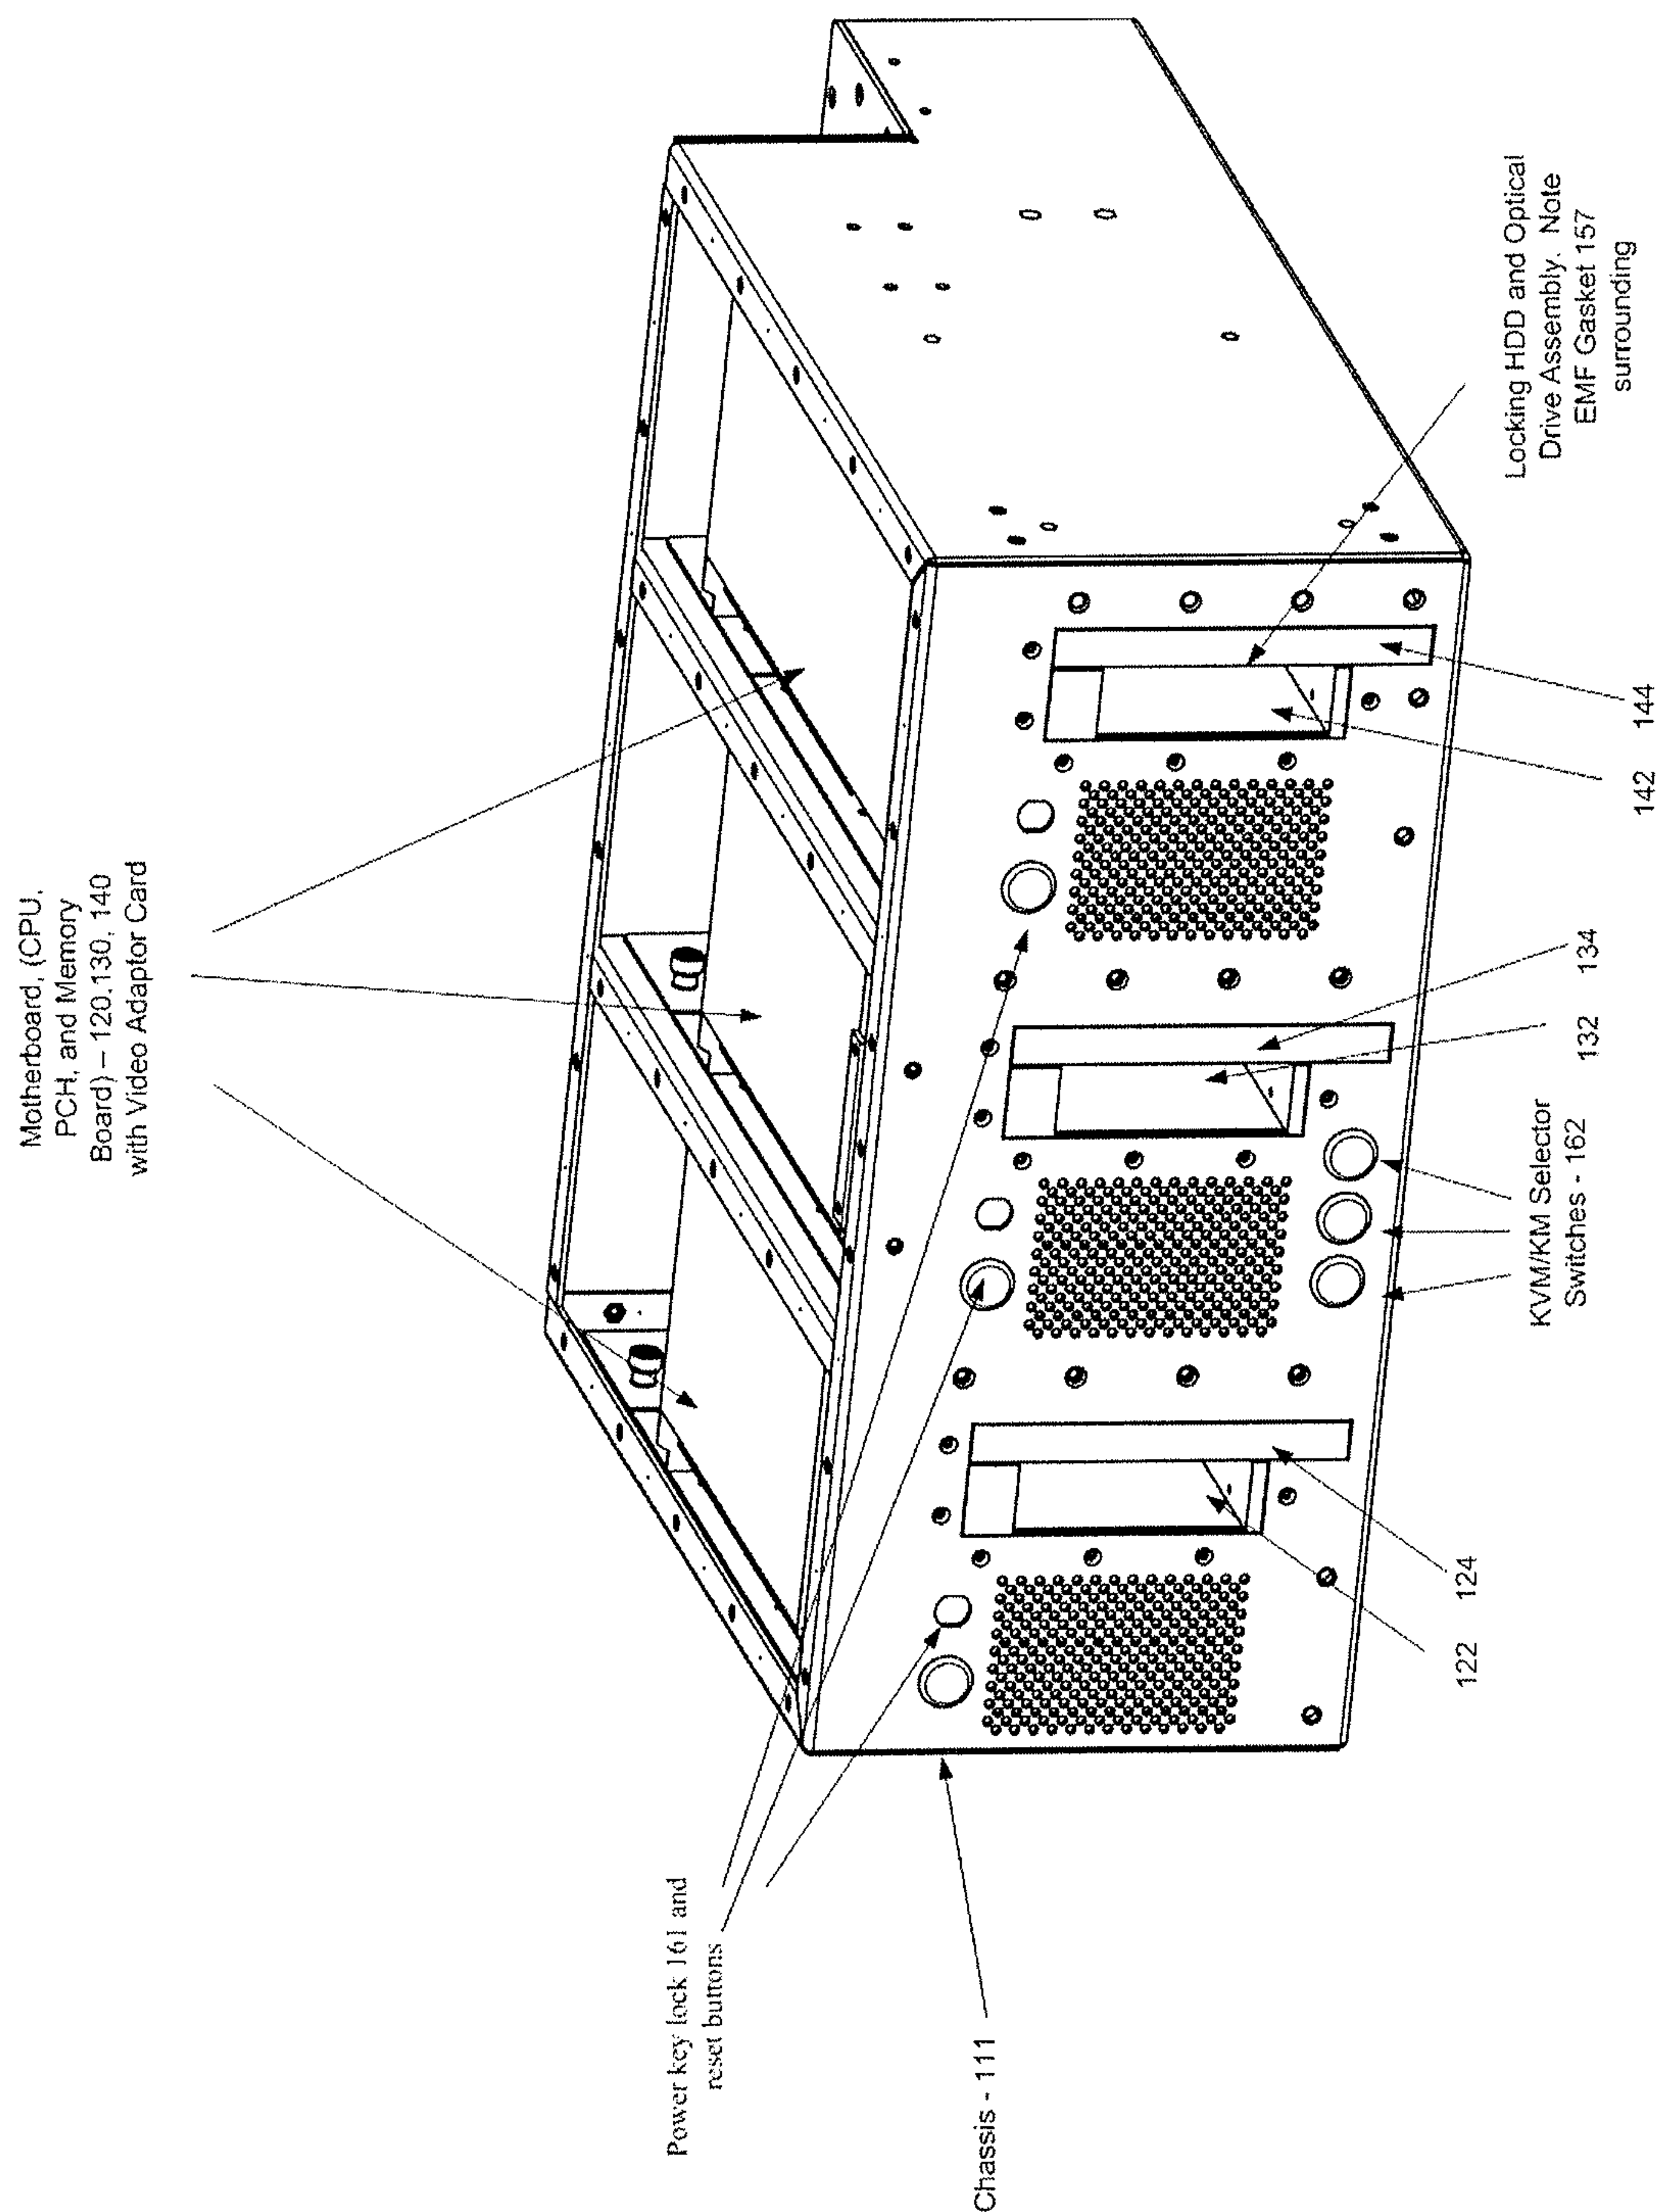 Motherboard, (CPU,
PCH, and Memory
Board) – 120,130, 140
with Video Adaptor Card
Power key lock 161 and
reset buttons
Chassis - 111
122
124
KVM/KM Selector
Switches - 162
132
134
142
144
Locking HDD and Optical
Drive Assembly. Note
EMF Gasket 157
surrounding